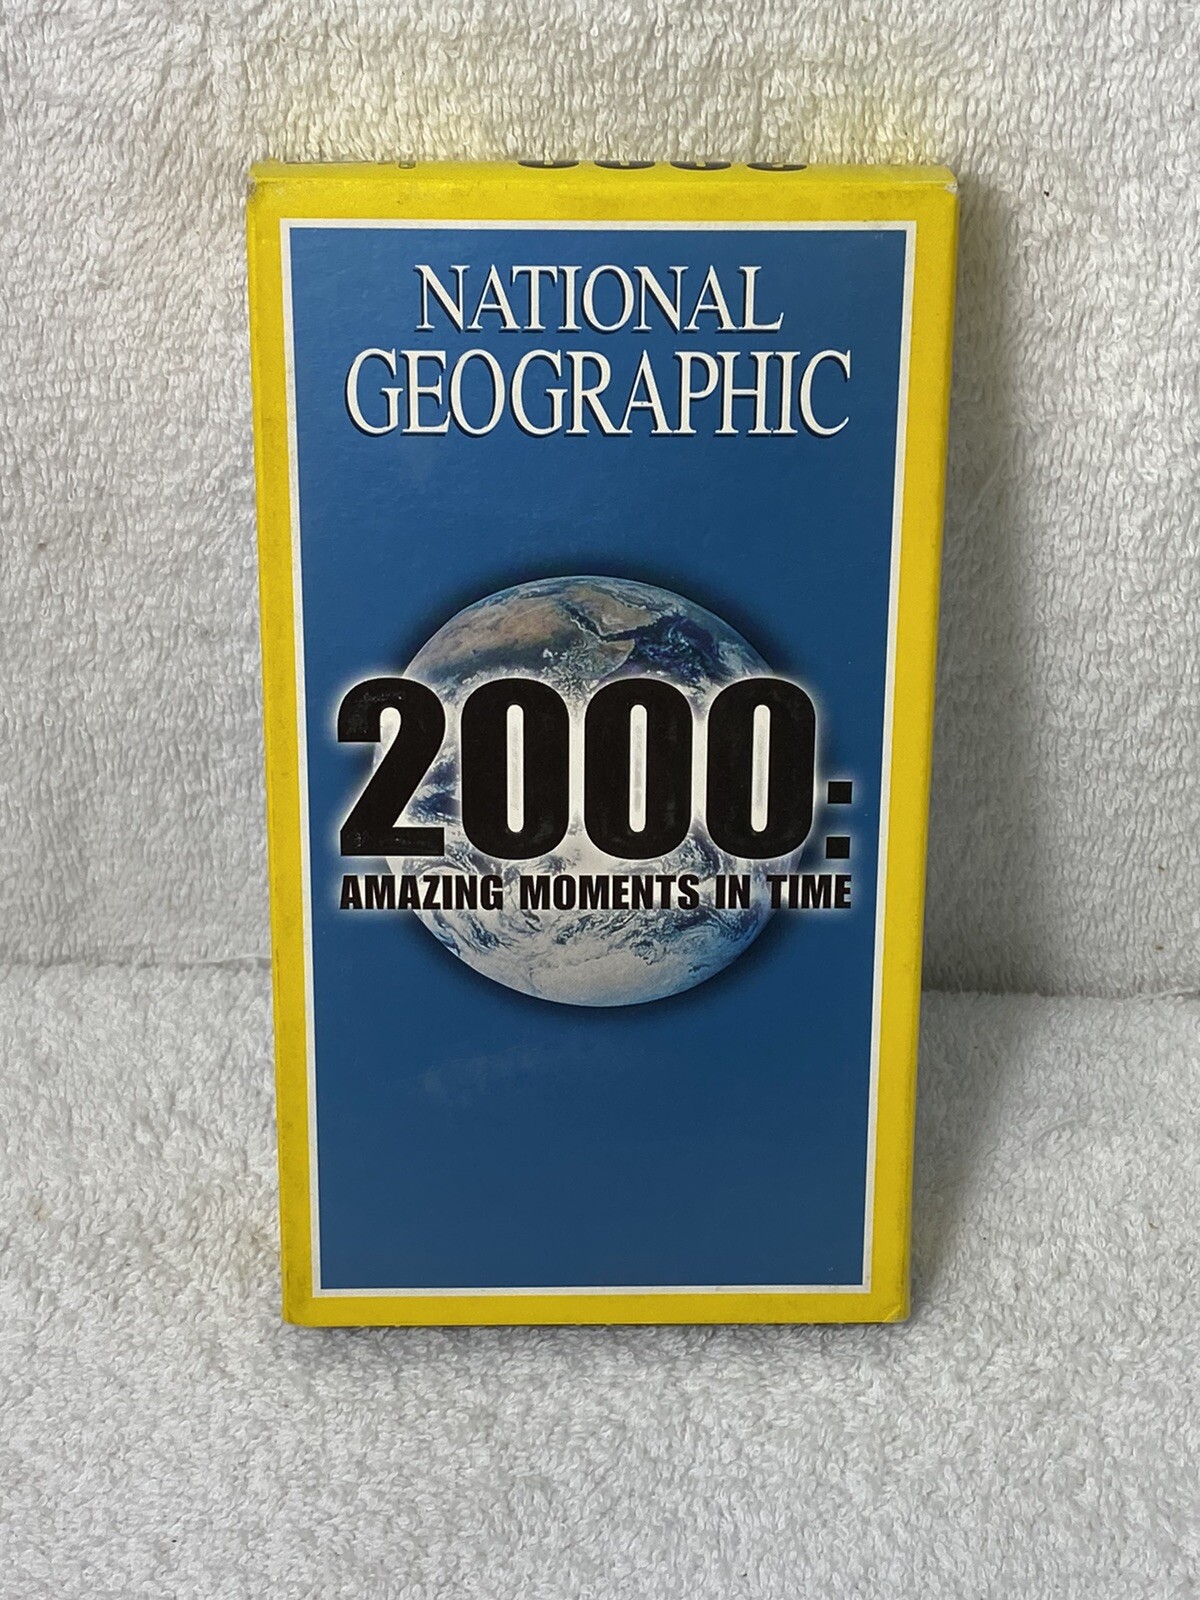 NATIONAL
GEOGRAPHIC
2000:
AMAZING MOMENTS IN TIME